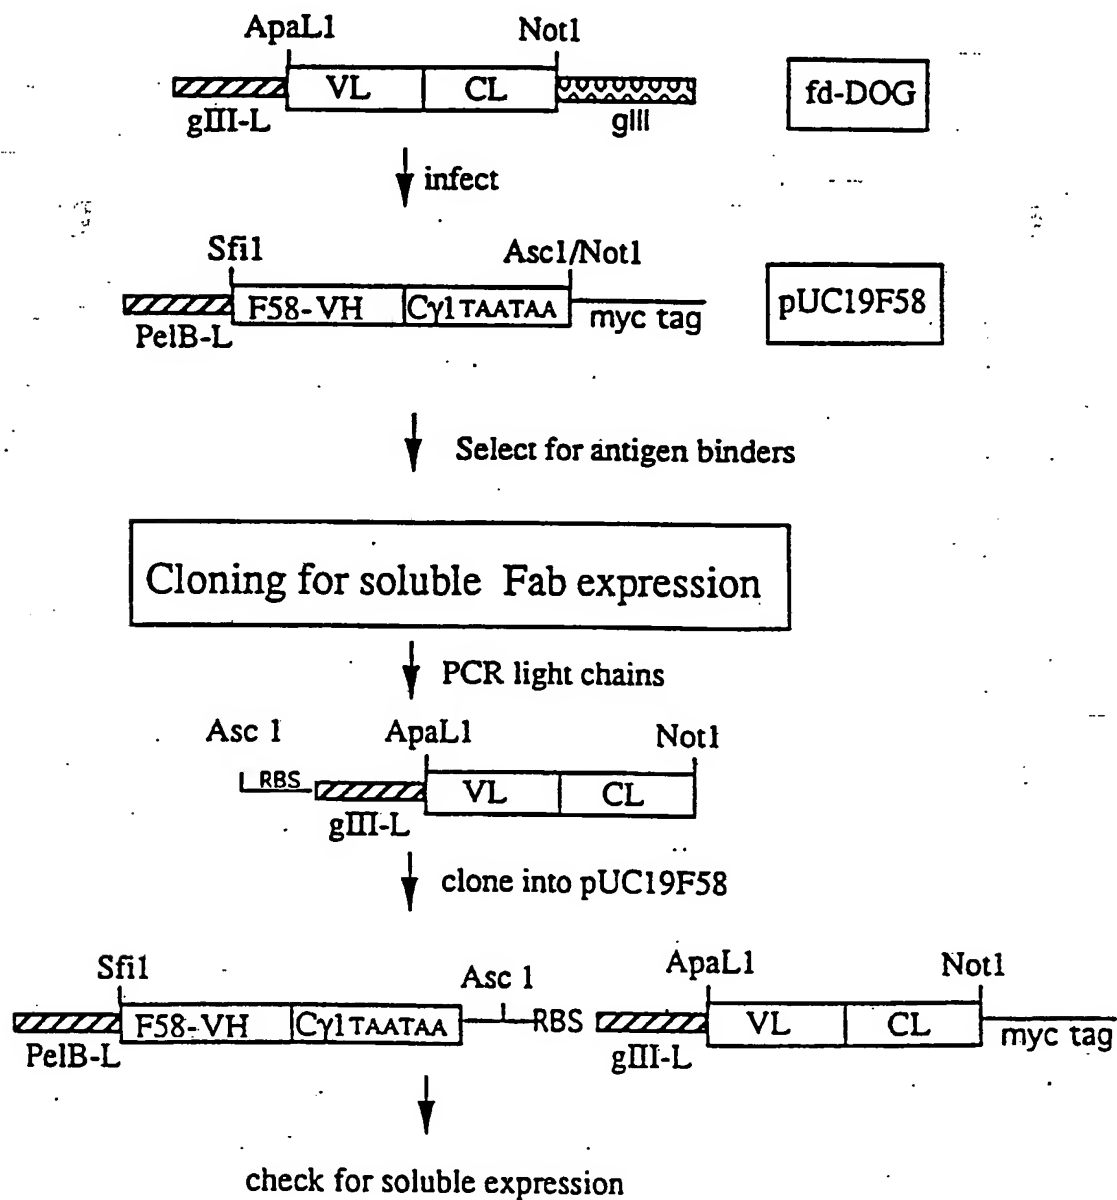 ApaL1 Not1
VL CL
gIII-L gIII
fd-DOG
infect
Sfi1 Asc1/Not1
F58-VH Cγ1 TAATAA
PelB-L myc tag
pUC19F58
Select for antigen binders
Cloning for soluble Fab expression
PCR light chains
Asc 1 ApaL1 Not1
RBS VL CL
gIII-L
clone into pUC19F58
Sfi1 Asc 1 ApaL1 Not1
F58-VH Cγ1 TAATAA RBS VL CL
PelB-L gIII-L myc tag
check for soluble expression